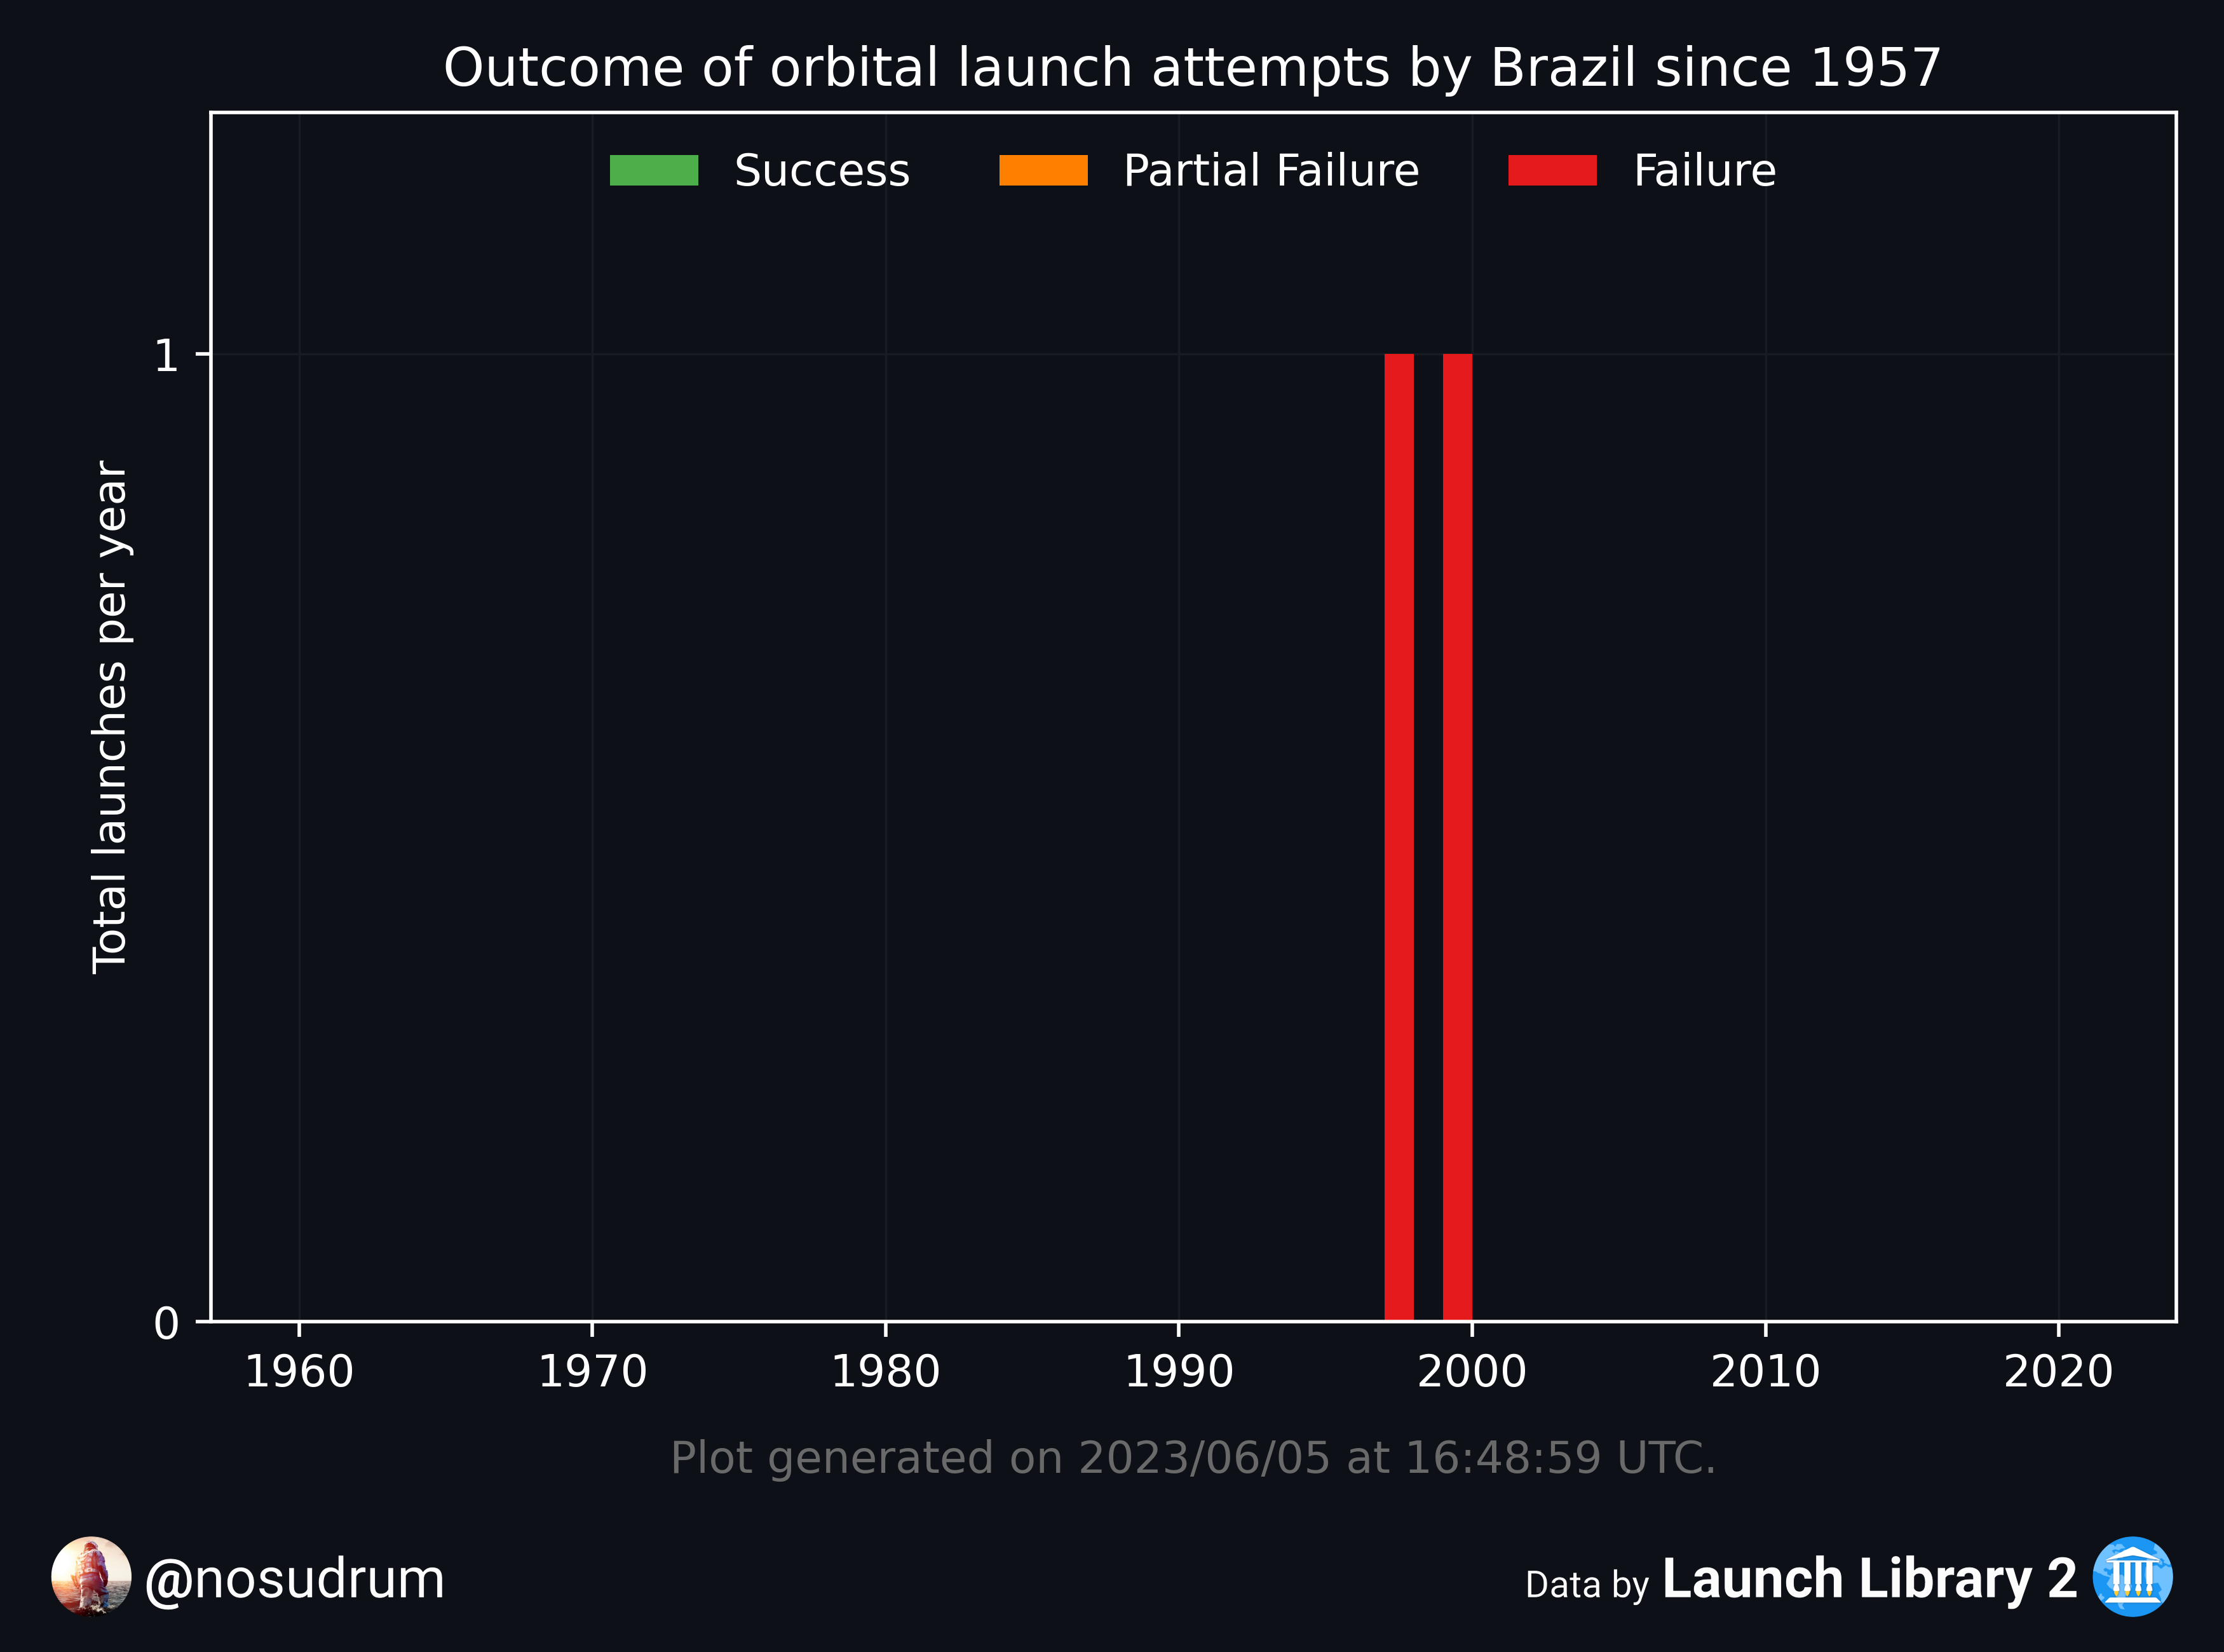 Outcome of orbital launch attempts by Brazil since 1957
Success Partial Failure Failure
Total launches per year
1
0
1960 1970 1980 1990 2000 2010 2020
Plot generated on 2023/06/05 at 16:48:59 UTC.
@nosudrum
Data by Launch Library 2